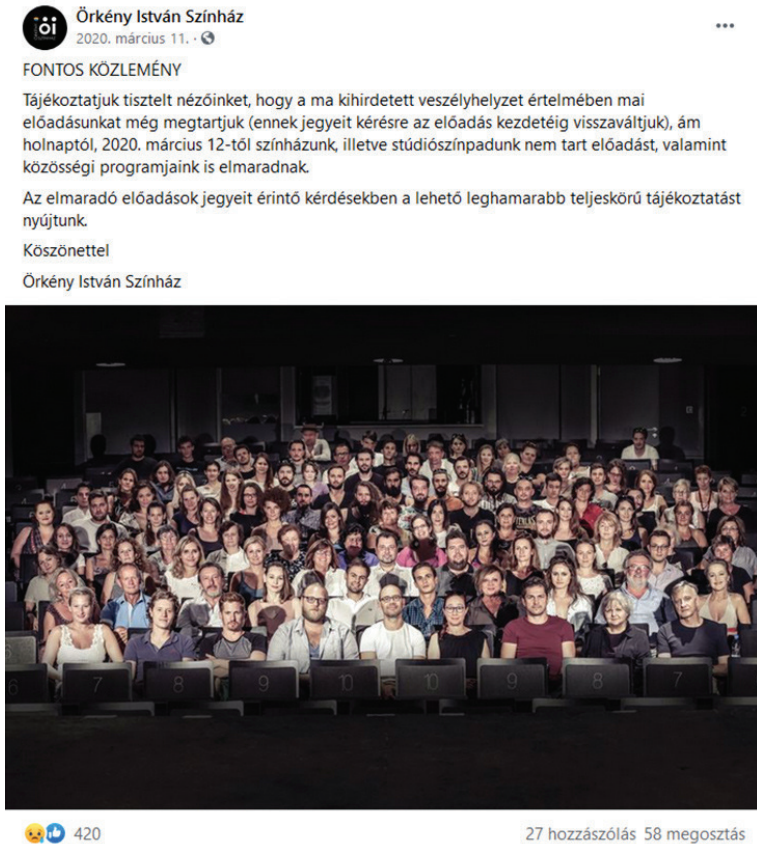 Örkény István Színház
2020. március 11. ·
FONTOS KÖZLEMÉNY
Tájékoztatjuk tisztelt nézőinket, hogy a ma kihirdetett veszélyhelyzet értelmében mai
előadásunkat még megtartjuk (ennek jegyeit kérésre az előadás kezdetéig visszaváltjuk), ám
holnaptól, 2020. március 12-től színházunk, illetve stúdiószínpadunk nem tart előadást, valamint
közösségi programjaink is elmaradnak.
Az elmaradó előadások jegyeit érintő kérdésekben a lehető leghamarabb teljeskörű tájékoztatást
nyújtunk.
Köszönettel
Örkény István Színház
6 7 8 9 10 10 9 8 7
420
27 hozzászólás 58 megosztás